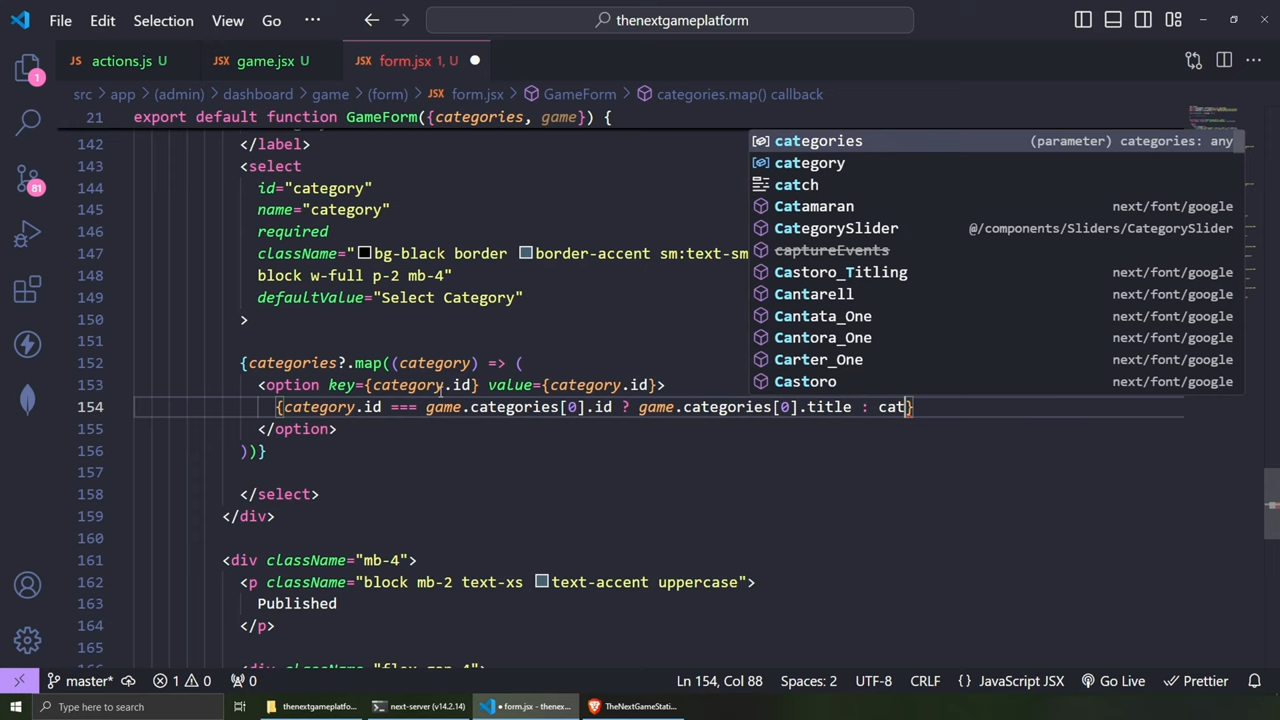 File Edit Selection View Go ··· thenextgameplatform
JS actions.js U JSX game.jsx U JSX form.jsx 1, U
src > app > (admin) > dashboard > game > (form) > JSX form.jsx > GameForm > categories.map() callback
21 export default function GameForm({categories, game}) {
142 </label>
143 <select
144 id="category"
145 name="category"
146 required
147 className="bg-black border border-accent sm:text-sm
148 block w-full p-2 mb-4"
149 defaultValue="Select Category"
150 >
151
152 {categories?.map((category) => (
153 <option key={category.id} value={category.id}>
154 {category.id === game.categories[0].id ? game.categories[0].title : cat}
155 </option>
156 ))}
157
158 </select>
159 </div>
160
161 <div className="mb-4">
162 <p className="block mb-2 text-xs text-accent uppercase">
163 Published
164 </p>
165
categories (parameter) categories: any
category
catch
Catamaran next/font/google
CategorySlider @/components/Sliders/CategorySlider
captureEvents
Castoro_Titling next/font/google
Cantarell next/font/google
Cantata_One next/font/google
Cantora_One next/font/google
Carter_One next/font/google
Castoro next/font/google
1
81
master* 1 0 0 Ln 154, Col 88 Spaces: 2 UTF-8 CRLF {} JavaScript JSX Go Live Prettier
Type here to search thenextgameplatfo... next-server (v14.2.14) form.jsx - thenex... TheNextGameStati...